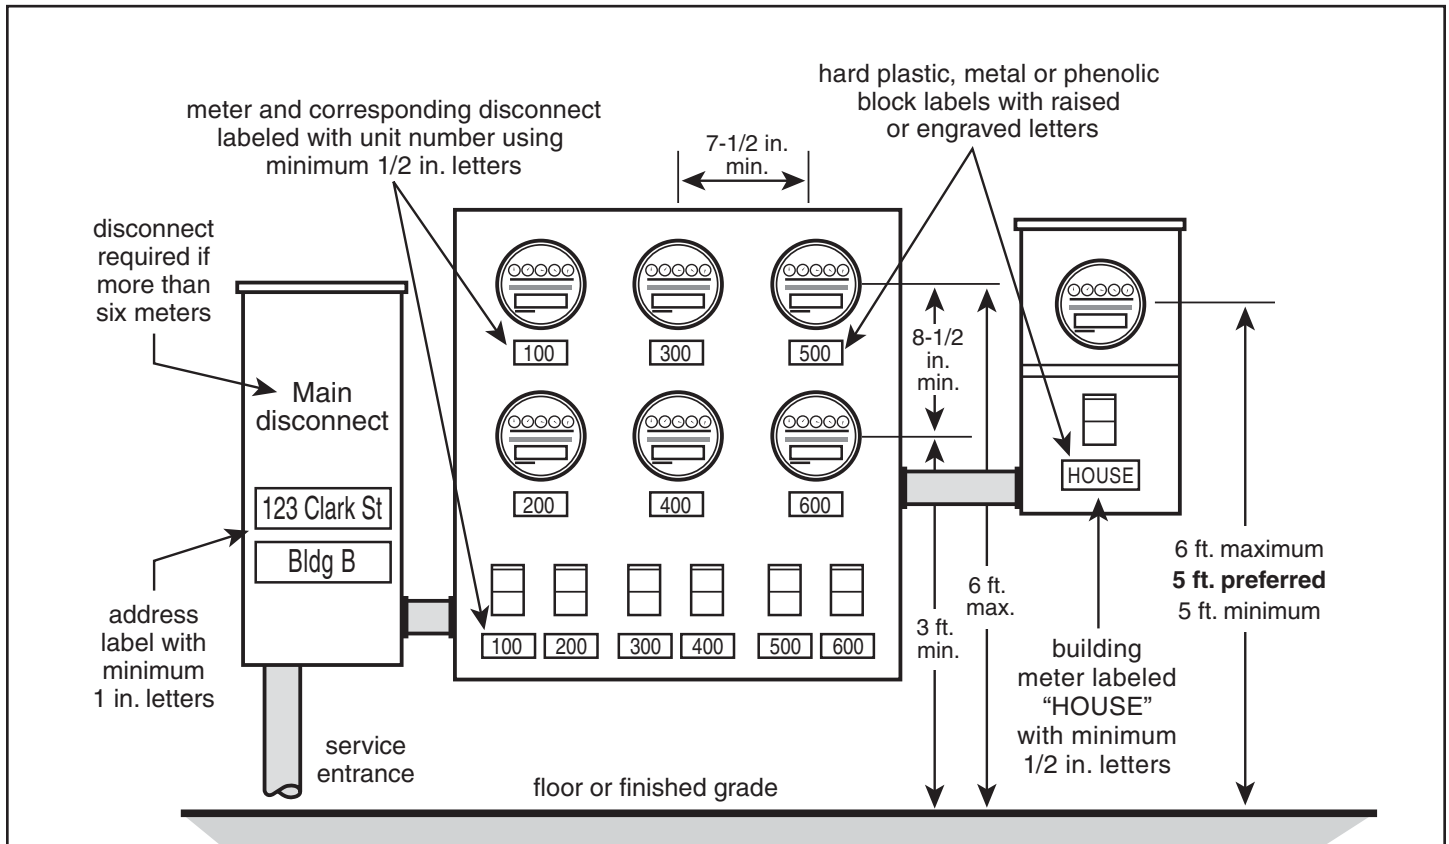 hard plastic, metal or phenolic
block labels with raised
or engraved letters
meter and corresponding disconnect
labeled with unit number using
minimum 1/2 in. letters
7-1/2 in.
min.
disconnect
required if
more than
six meters
Main
disconnect
123 Clark St
Bldg B
address
label with
minimum
1 in. letters
service
entrance
100
300
500
200
400
600
100
200
300
400
500
600
8-1/2
in.
min.
3 ft.
min.
6 ft.
max.
HOUSE
building
meter labeled
“HOUSE”
with minimum
1/2 in. letters
6 ft. maximum
5 ft. preferred
5 ft. minimum
floor or finished grade